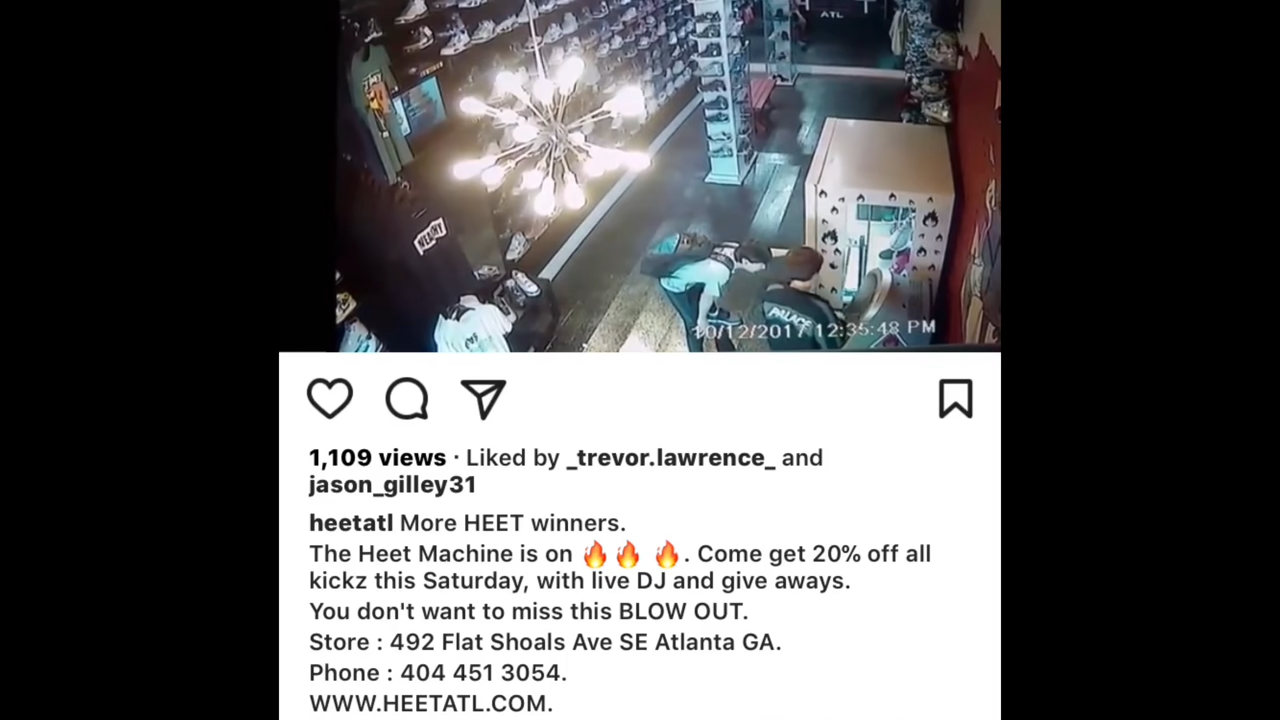 ATL
NEARHY
PALACE
10/12/2017 12:35:48 PM
1,109 views · Liked by _trevor.lawrence_ and
jason_gilley31
heetatl More HEET winners.
The Heet Machine is on 🔥🔥 🔥. Come get 20% off all
kickz this Saturday, with live DJ and give aways.
You don't want to miss this BLOW OUT.
Store : 492 Flat Shoals Ave SE Atlanta GA.
Phone : 404 451 3054.
WWW.HEETATL.COM.